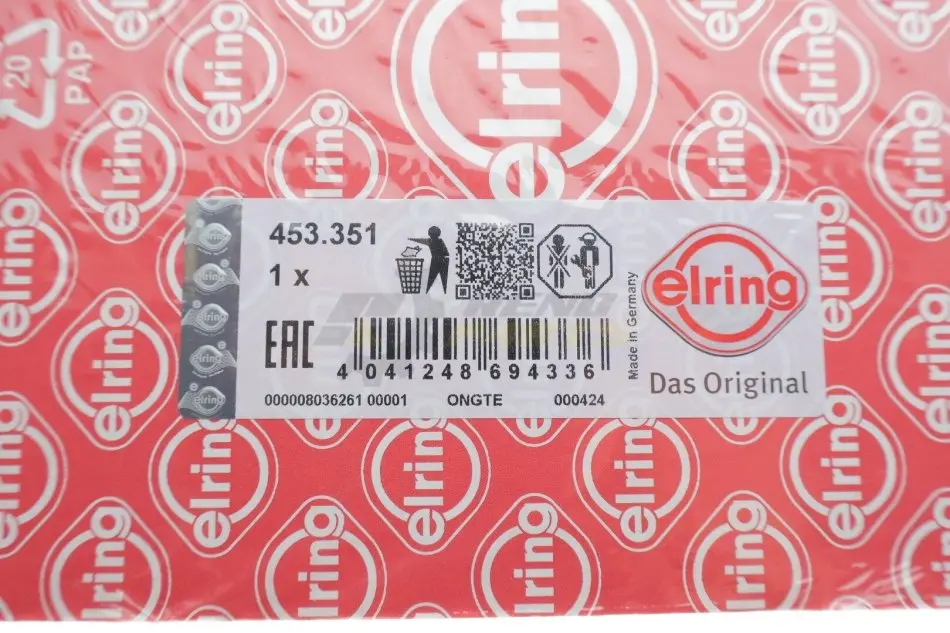 20
PAP
elring
453.351
1 x
EAC
4 041248 694336
000008036261 00001 ONGTE 000424
Made in Germany
elring
Das Original